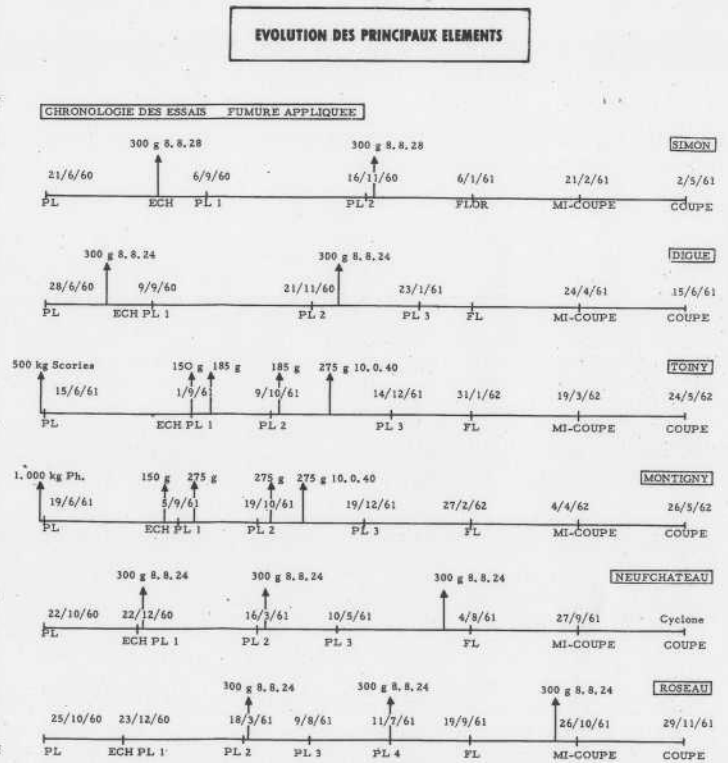 EVOLUTION DES PRINCIPAUX ELEMENTS
CHRONOLOGIE DES ESSAIS FUMURE APPLIQUEE
300 g 8.8.28 300 g 8.8.28 SIMON
21/6/60 6/9/60 16/11/60 6/1/61 21/2/61 2/5/61
PL ECH PL 1 PL 2 FLOR MI-COUPE COUPE
300 g 8.8.24 300 g 8.8.24 DIGUE
28/6/60 9/9/60 21/11/60 23/1/61 24/4/61 15/6/61
PL ECH PL 1 PL 2 PL 3 FL MI-COUPE COUPE
500 kg Scories 150 g 185 g 185 g 275 g 10.0.40 TOINY
15/6/61 1/9/61 9/10/61 14/12/61 31/1/62 19/3/62 24/5/62
PL ECH PL 1 PL 2 PL 3 FL MI-COUPE COUPE
1.000 kg Ph. 150 g 275 g 275 g 275 g 10.0.40 MONTIGNY
19/6/61 5/9/61 19/10/61 19/12/61 27/2/62 4/4/62 26/5/62
PL ECH PL 1 PL 2 PL 3 FL MI-COUPE COUPE
300 g 8.8.24 300 g 8.8.24 300 g 8.8.24 NEUFCHATEAU
22/10/60 22/12/60 16/3/61 10/5/61 4/8/61 27/9/61 Cyclone
PL ECH PL 1 PL 2 PL 3 FL MI-COUPE COUPE
300 g 8.8.24 300 g 8.8.24 300 g 8.8.24 ROSEAU
25/10/60 23/12/60 18/3/61 9/8/61 11/7/61 19/9/61 26/10/61 29/11/61
PL ECH PL 1 PL 2 PL 3 PL 4 FL MI-COUPE COUPE